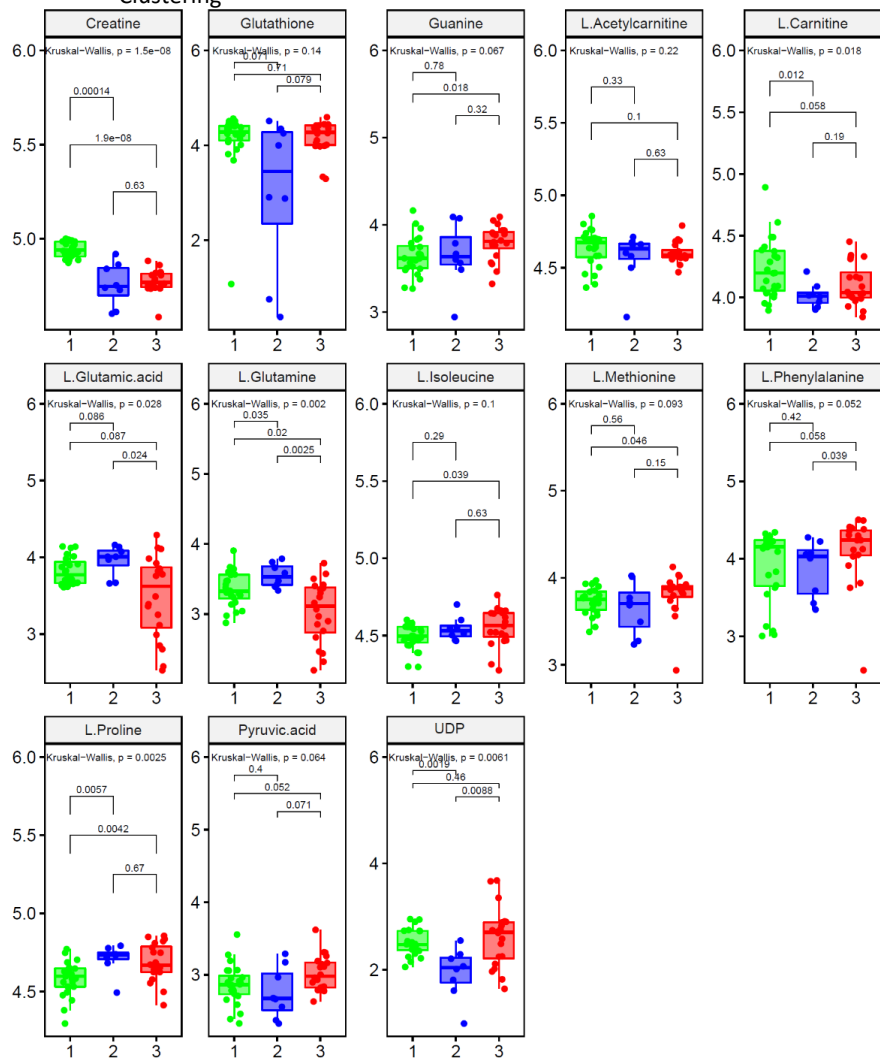 Clustering
Creatine Glutathione Guanine L.Acetylcarnitine L.Carnitine
6.0 Kruskal−Wallis, p = 1.5e−08 6 Kruskal−Wallis, p = 0.14 6 Kruskal−Wallis, p = 0.067 6.0 Kruskal−Wallis, p = 0.22 6.0 Kruskal−Wallis, p = 0.018
0.00014 0.071 0.78 0.33 0.012
1.9e−08 0.71 0.018 0.1 0.058
0.63 0.079 0.32 0.63 0.19
5.5 4 5 5.5 5.5
5.0 2 4 5.0 5.0
3 4.5 4.5
4.0
1 2 3 1 2 3 1 2 3 1 2 3 1 2 3
L.Glutamic.acid L.Glutamine L.Isoleucine L.Methionine L.Phenylalanine
6 Kruskal−Wallis, p = 0.028 6 Kruskal−Wallis, p = 0.002 6.0 Kruskal−Wallis, p = 0.1 6 Kruskal−Wallis, p = 0.093 6 Kruskal−Wallis, p = 0.052
0.086 0.035 0.29 0.56 0.42
0.087 0.02 0.039 0.046 0.058
0.024 0.0025 0.63 0.15 0.039
5 5 5.5 5 5
4 4 5.0 4 4
3 3 4.5 3 3
1 2 3 1 2 3 1 2 3 1 2 3 1 2 3
L.Proline Pyruvic.acid UDP
6.0 Kruskal−Wallis, p = 0.0025 6 Kruskal−Wallis, p = 0.064 6 Kruskal−Wallis, p = 0.0061
0.0057 0.4 0.0019
0.0042 0.052 0.46
0.67 0.071 0.0088
5.5 5 4
5.0 4 2
4.5 3
1 2 3 1 2 3 1 2 3